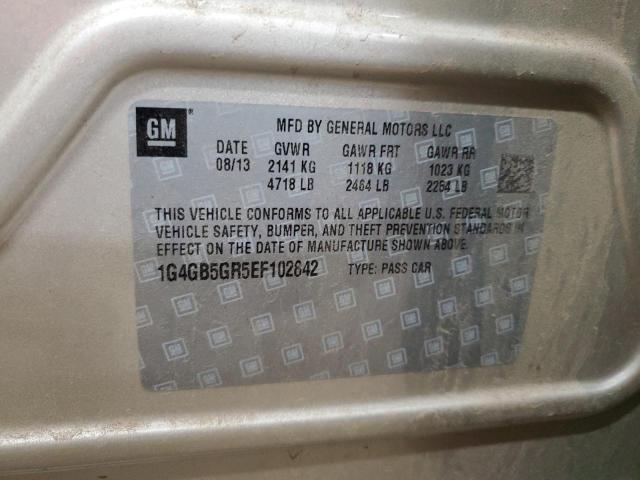 GM
MFD BY GENERAL MOTORS LLC
DATE GVWR GAWR FRT GAWR RR
08/13 2141 KG 1118 KG 1023 KG
4718 LB 2464 LB 2254 LB
THIS VEHICLE CONFORMS TO ALL APPLICABLE U.S. FEDERAL MOTOR
VEHICLE SAFETY, BUMPER, AND THEFT PREVENTION STANDARDS IN
EFFECT ON THE DATE OF MANUFACTURE SHOWN ABOVE.
1G4GB5GR5EF102842 TYPE: PASS CAR